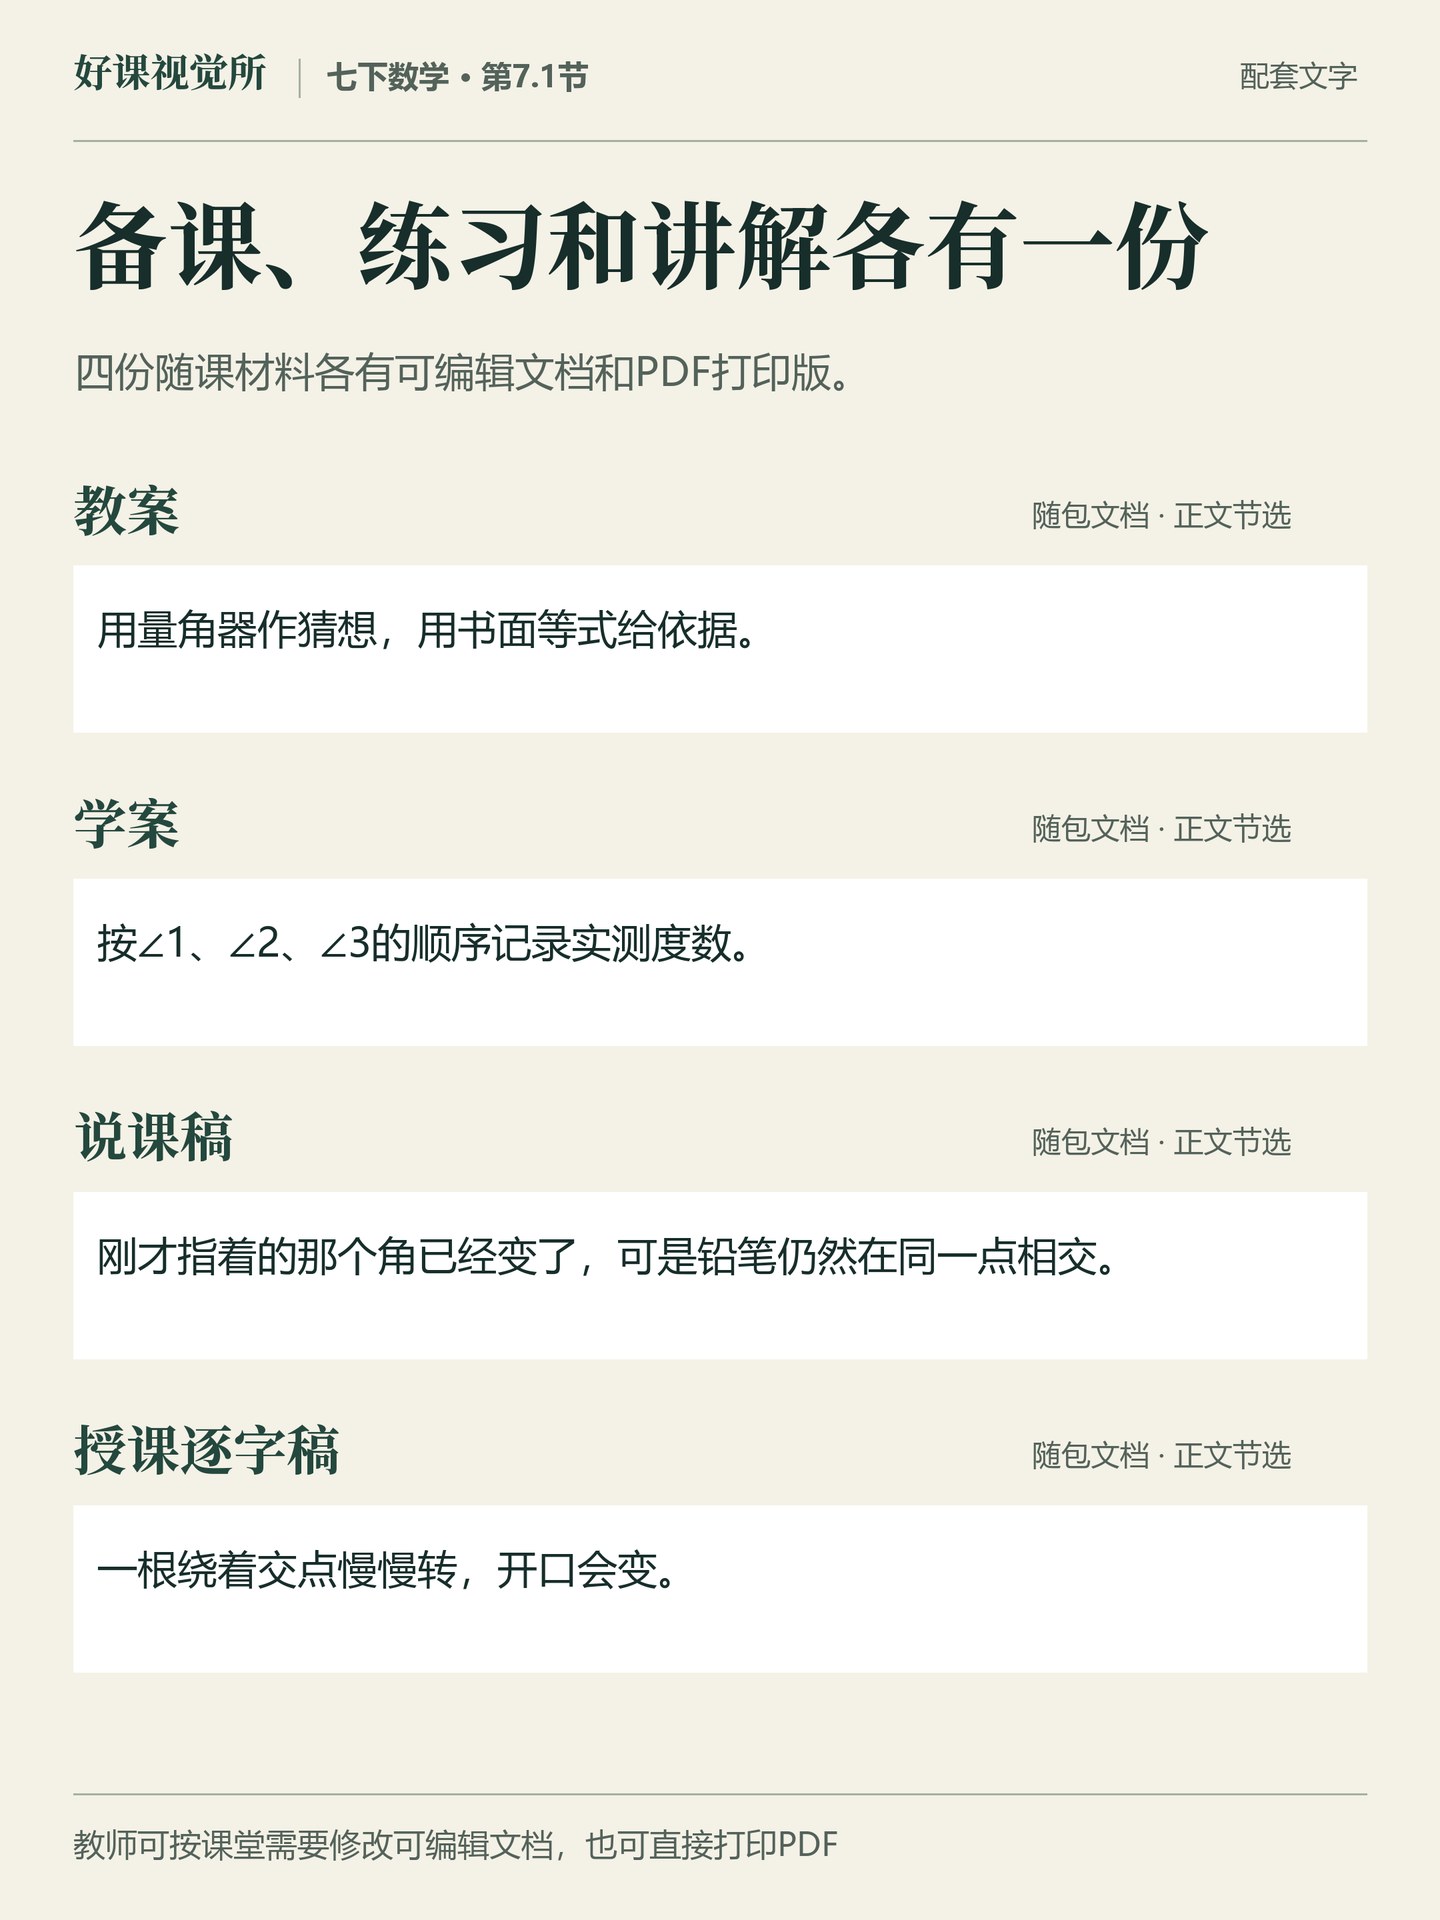 好课视觉所 | 七下数学·第7.1节 配套文字
备课、练习和讲解各有一份
四份随课材料各有可编辑文档和PDF打印版。
教案 随包文档·正文节选
用量角器作猜想，用书面等式给依据。
学案 随包文档·正文节选
按∠1、∠2、∠3的顺序记录实测度数。
说课稿 随包文档·正文节选
刚才指着的那个角已经变了，可是铅笔仍然在同一点相交。
授课逐字稿 随包文档·正文节选
一根绕着交点慢慢转，开口会变。
教师可按课堂需要修改可编辑文档，也可直接打印PDF